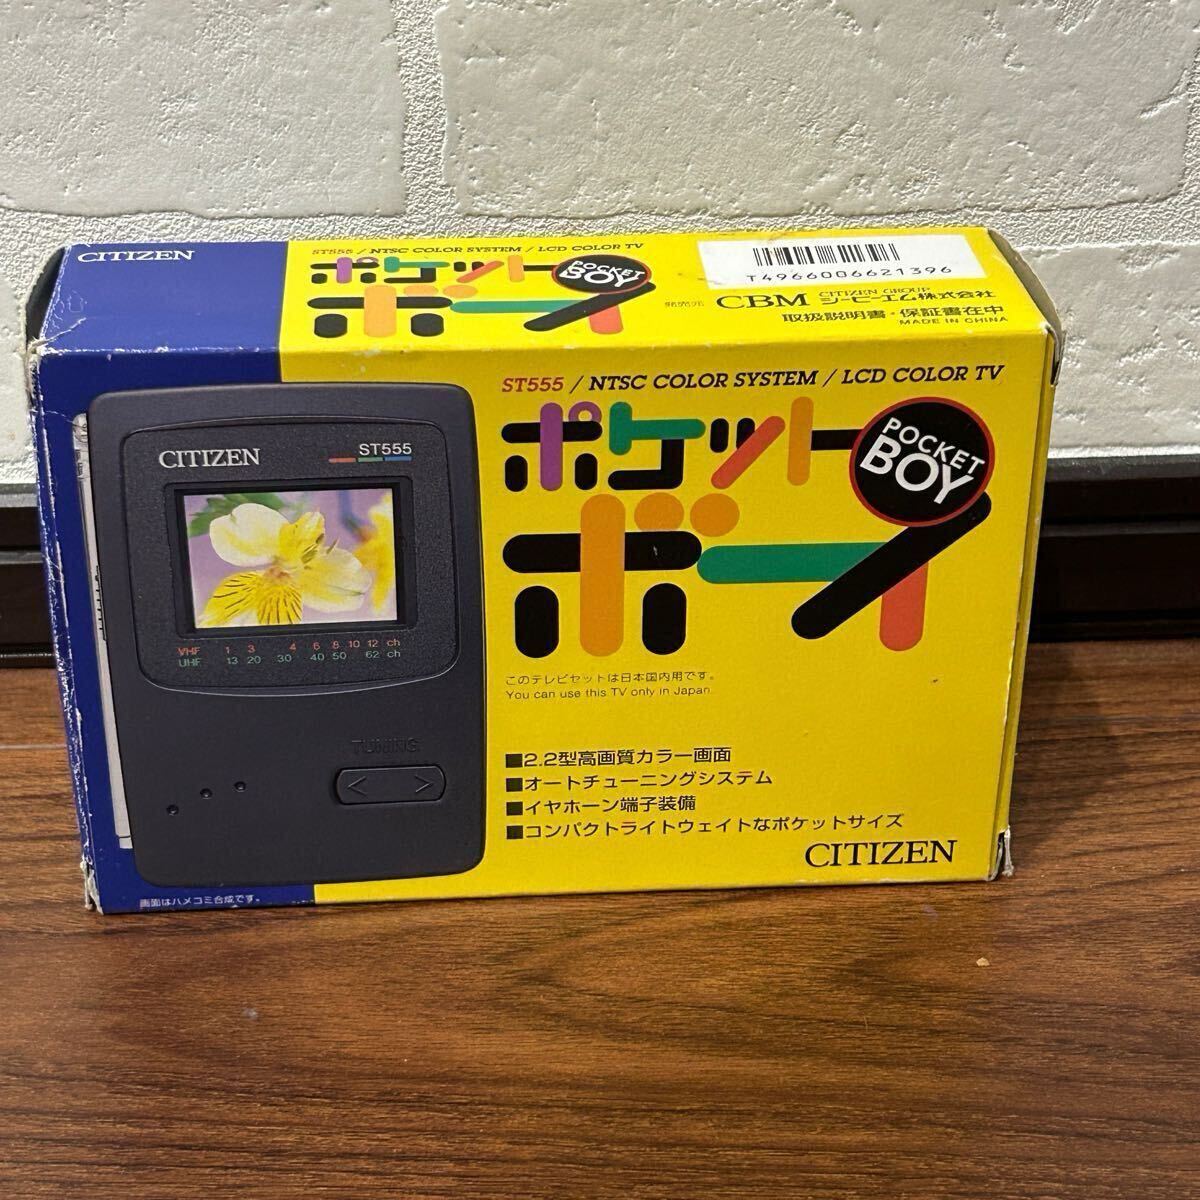 CITIZEN
ST555 / NTSC COLOR SYSTEM / LCD COLOR TV
ポケット
ボーイ
POCKET
BOY
T4966006621396
発売元 CBM CITIZEN GROUP
シービーエム株式会社
取扱説明書・保証書在中
MADE IN CHINA
ST555 / NTSC COLOR SYSTEM / LCD COLOR TV
ポケット
ボーイ
POCKET
BOY
CITIZEN
ST555
VHF 1 3 4 6 8 10 12 ch
UHF 13 20 30 40 50 62 ch
TUNING
< >
このテレビセットは日本国内用です。
You can use this TV only in Japan.
■2.2型高画質カラー画面
■オートチューニングシステム
■イヤホーン端子装備
■コンパクトライトウェイトなポケットサイズ
CITIZEN
画面はハメコミ合成です。